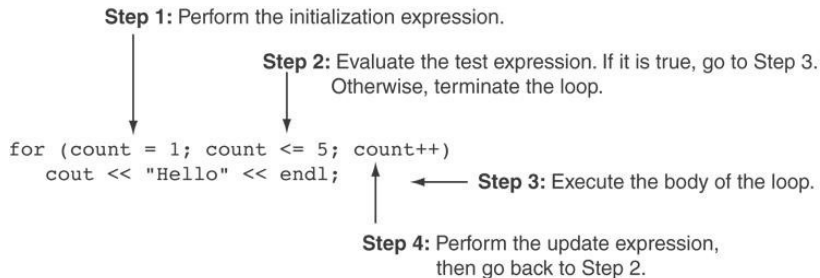 Step 1: Perform the initialization expression.
Step 2: Evaluate the test expression. If it is true, go to Step 3.
Otherwise, terminate the loop.
for (count = 1; count <= 5; count++)
cout << "Hello" << endl;
Step 3: Execute the body of the loop.
Step 4: Perform the update expression,
then go back to Step 2.